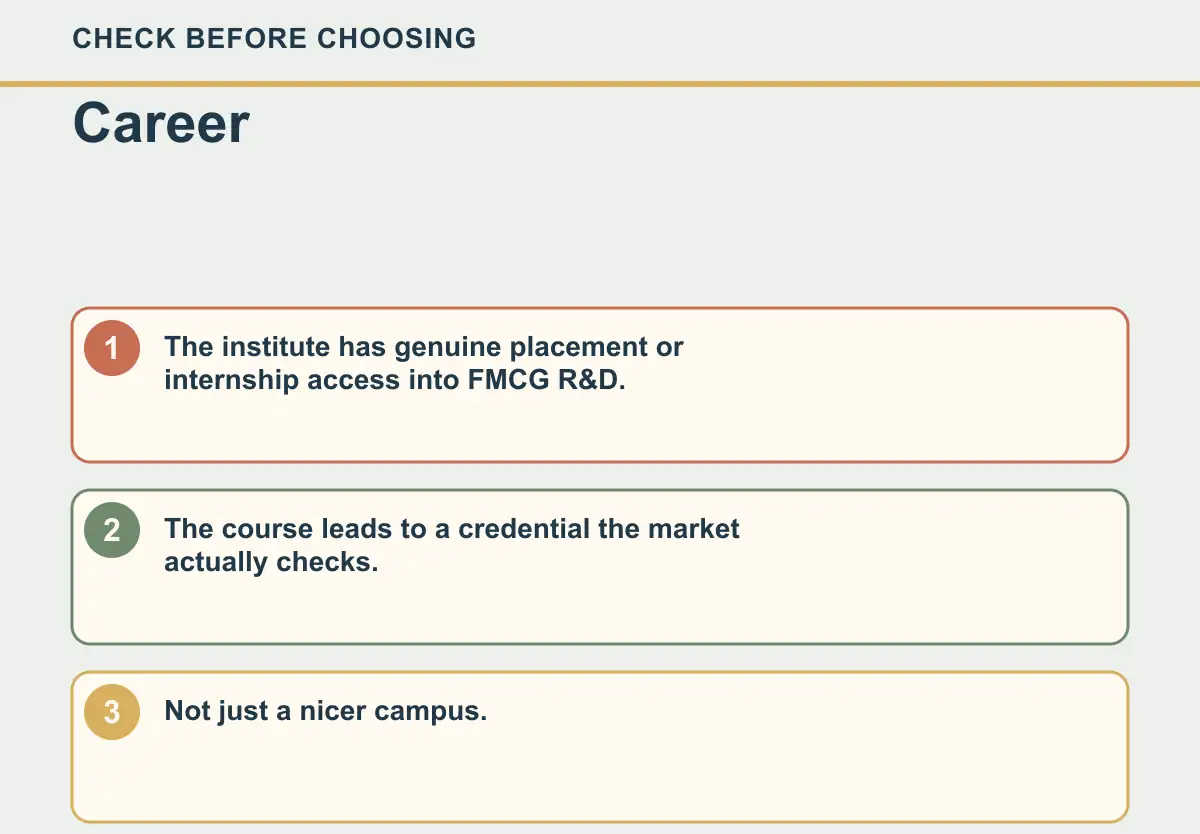 CHECK BEFORE CHOOSING
Career
1
The institute has genuine placement or
internship access into FMCG R&D.
2
The course leads to a credential the market
actually checks.
3
Not just a nicer campus.